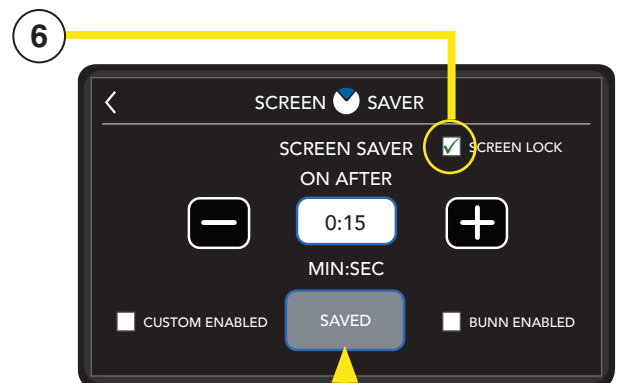 6
SCREEN SAVER
SCREEN SAVER SCREEN LOCK
ON AFTER
0:15
MIN:SEC
CUSTOM ENABLED SAVED BUNN ENABLED